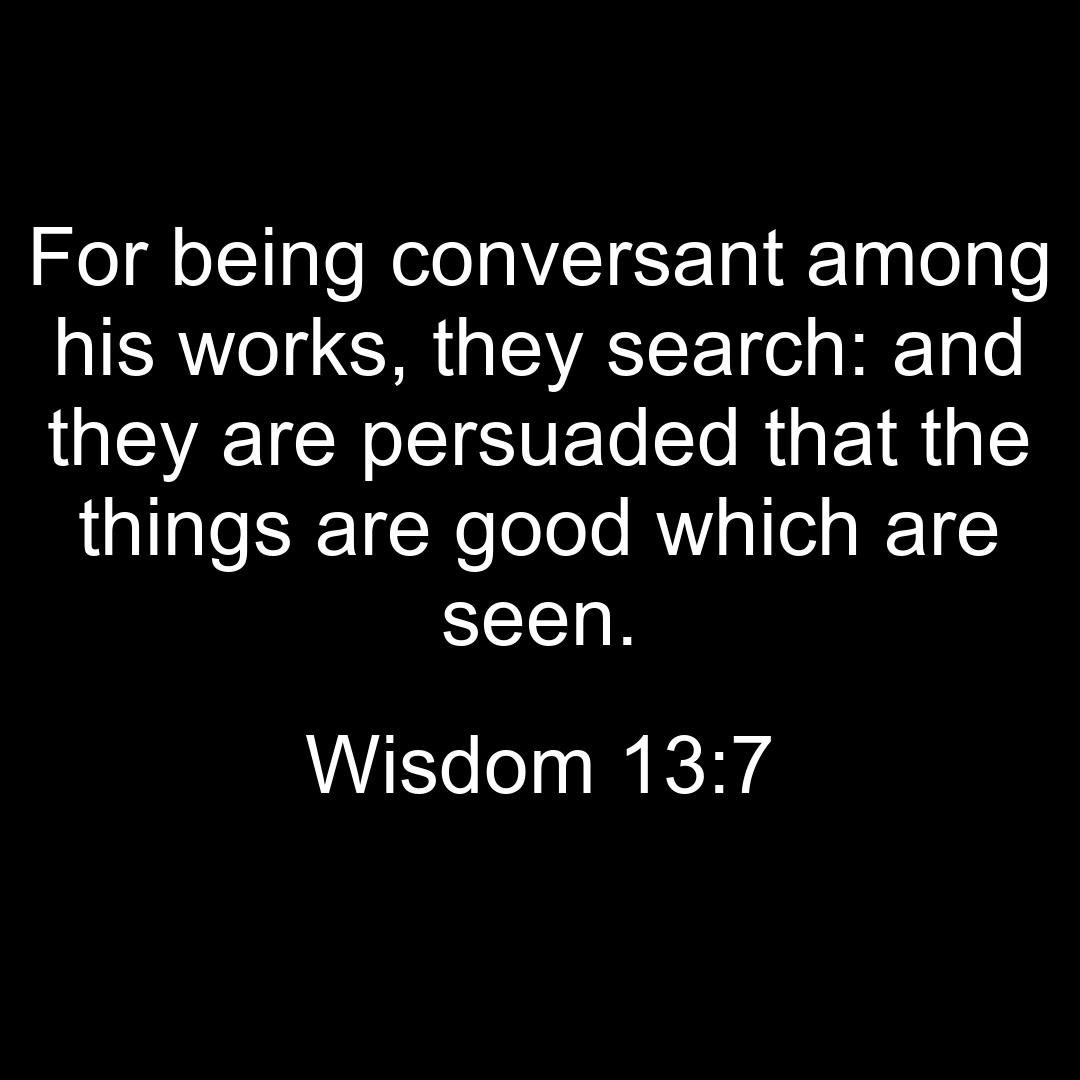 For being conversant among
his works, they search: and
they are persuaded that the
things are good which are
seen.
Wisdom 13:7